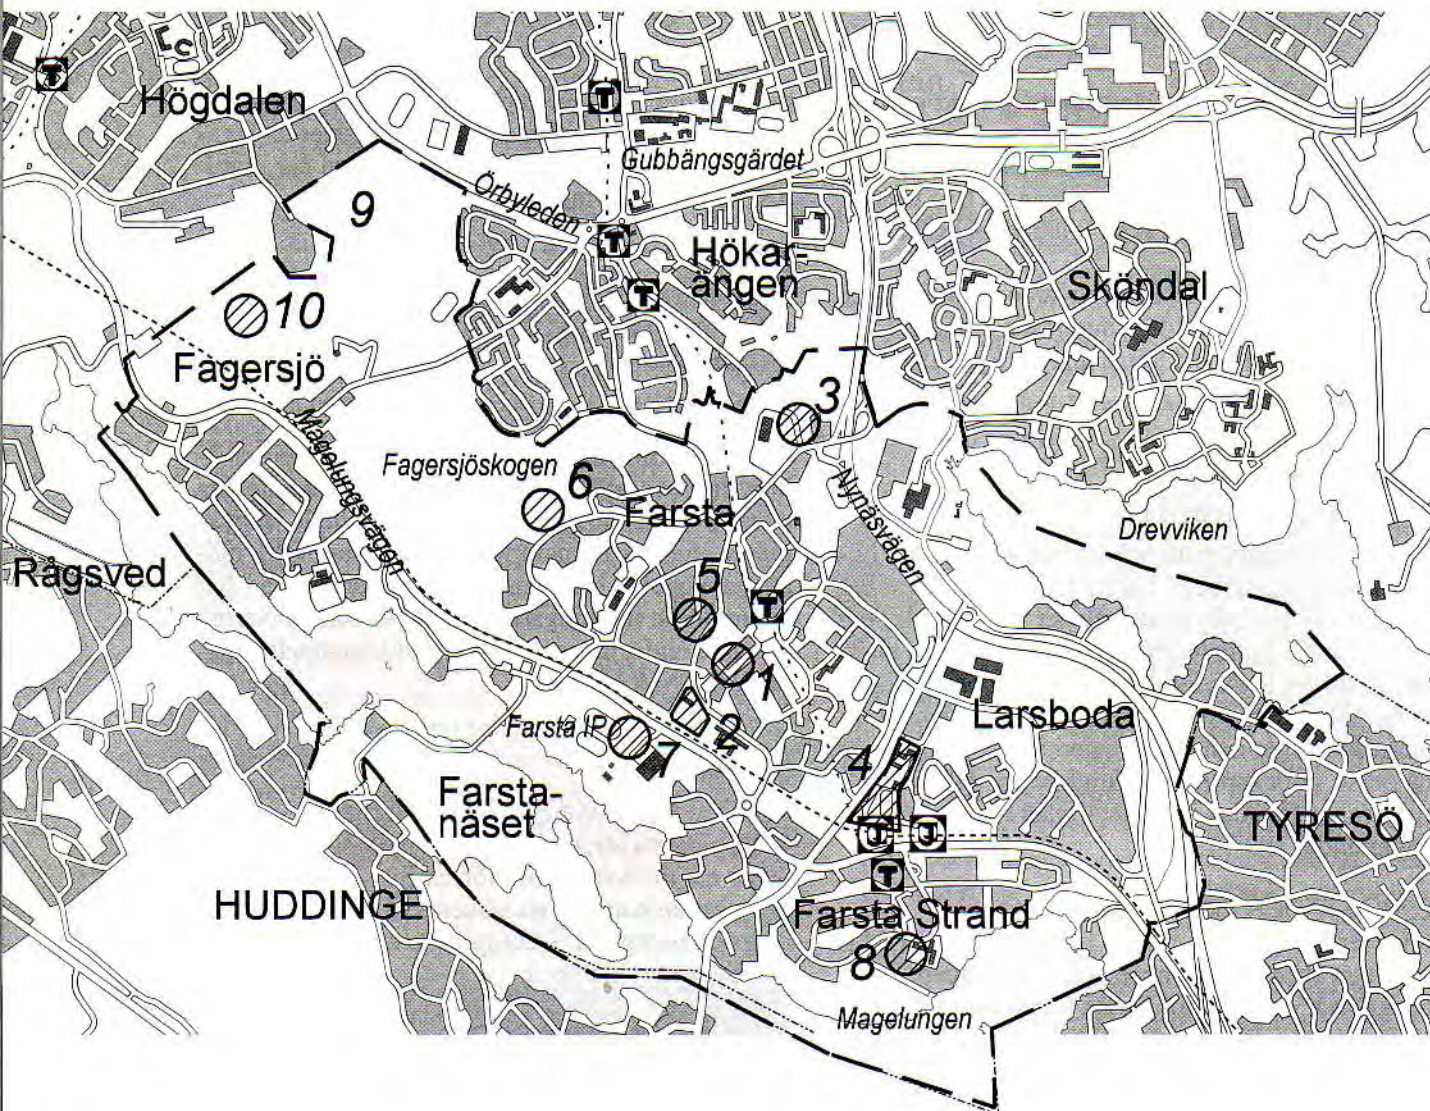 T
Högdalen
T
Gubbängsgärdet
9
Örbyleden
T
Hökar-
ängen
T
Sköndal
10
Fagersjö
3
Magelungsvägen
Fagersjöskogen
6
Farsta
Nynäsvägen
Drevviken
Rågsved
5
T
1
Larsboda
Farsta IP
7
2
4
Farsta-
näset
J
J
TYRESÖ
T
HUDDINGE
Farsta Strand
8
Magelungen